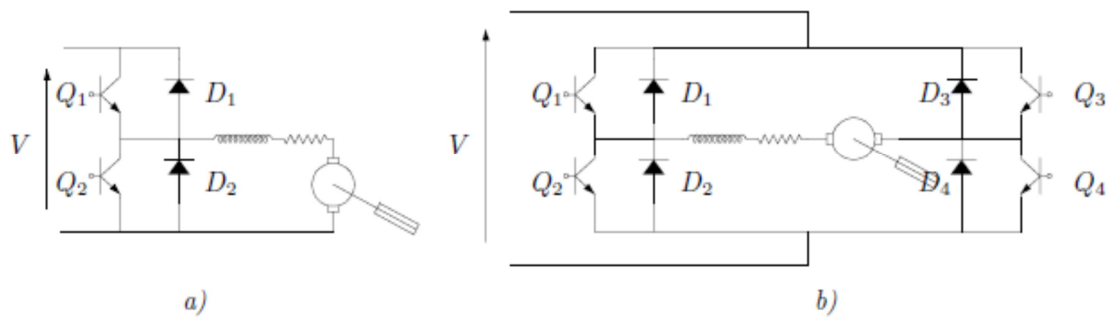 Q1 D1
V
Q2 D2
a)
Q1 D1 D3 Q3
V
Q2 D2 D4 Q4
b)